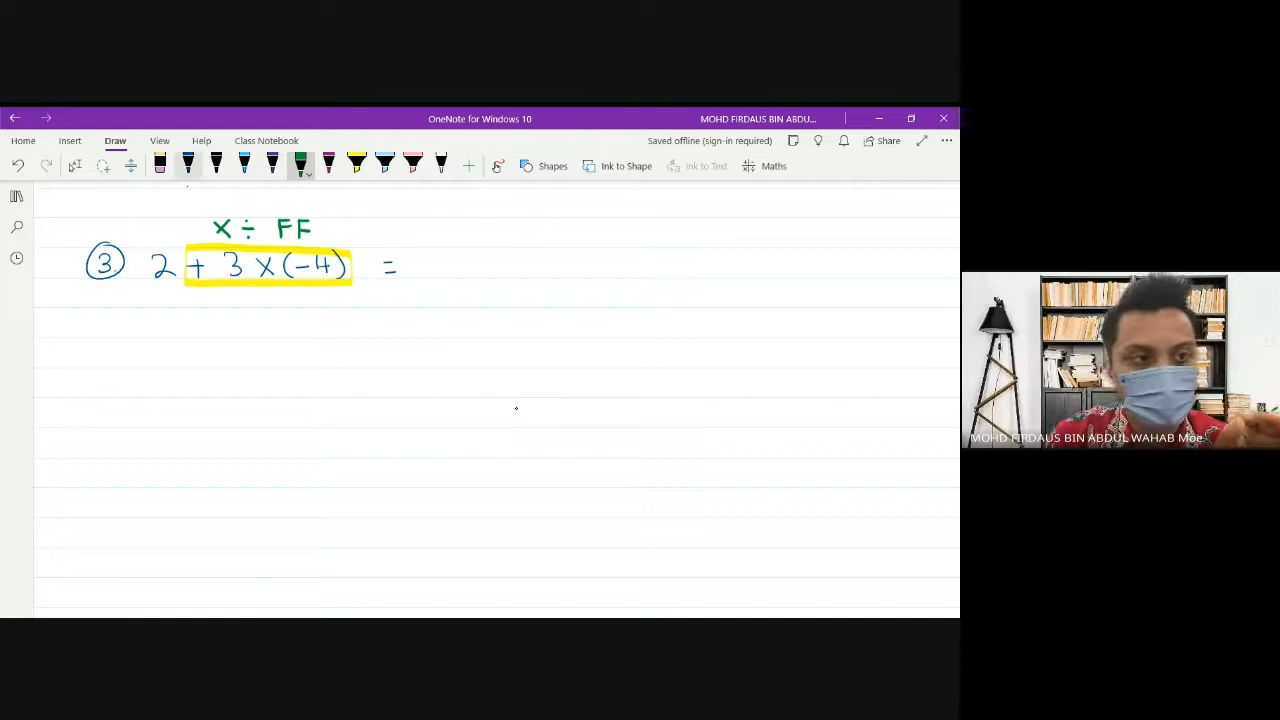 OneNote for Windows 10
MOHD FIRDAUS BIN ABDU...
Home Insert Draw View Help Class Notebook
Saved offline (sign-in required)
Share
Shapes
Ink to Shape
Ink to Text
Maths
× ÷ FF
3. 2 + 3 × (-4) =
MOHD FIRDAUS BIN ABDUL WAHAB Moe